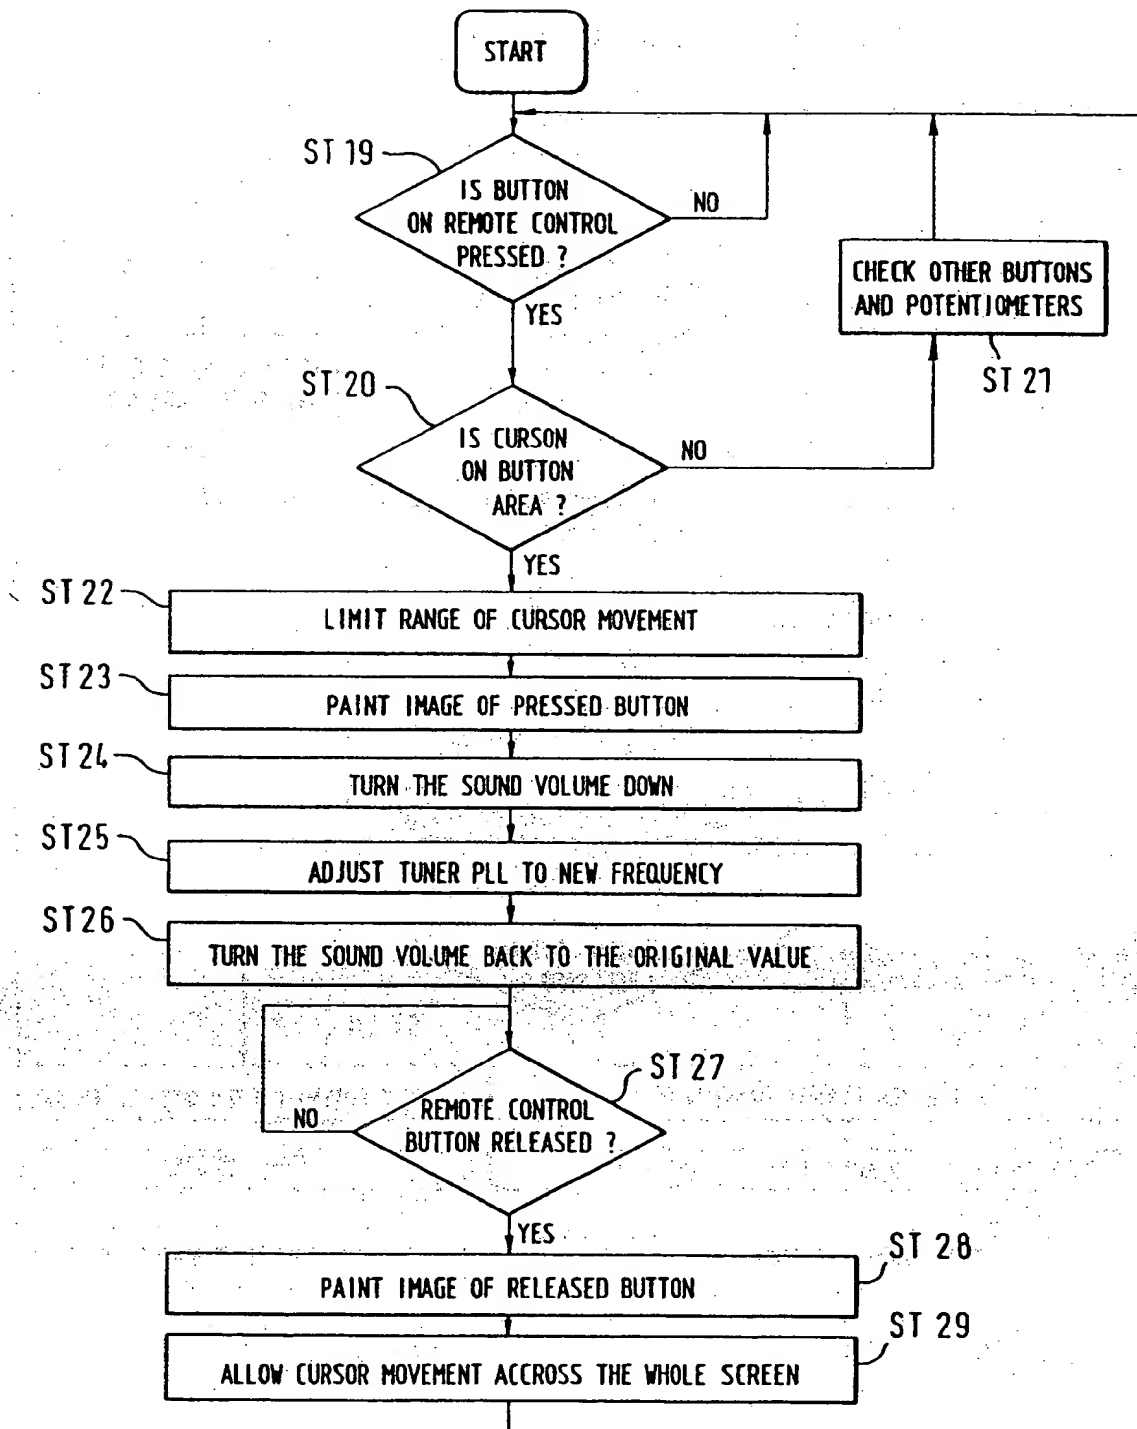 START
ST 19
IS BUTTON
ON REMOTE CONTROL
PRESSED ?
NO
YES
CHECK OTHER BUTTONS
AND POTENTIOMETERS
ST 21
ST 20
IS CURSON
ON BUTTON
AREA ?
NO
YES
ST 22
LIMIT RANGE OF CURSOR MOVEMENT
ST 23
PAINT IMAGE OF PRESSED BUTTON
ST 24
TURN THE SOUND VOLUME DOWN
ST 25
ADJUST TUNER PLL TO NEW FREQUENCY
ST 26
TURN THE SOUND VOLUME BACK TO THE ORIGINAL VALUE
ST 27
REMOTE CONTROL
BUTTON RELEASED ?
NO
YES
ST 28
PAINT IMAGE OF RELEASED BUTTON
ST 29
ALLOW CURSOR MOVEMENT ACCROSS THE WHOLE SCREEN